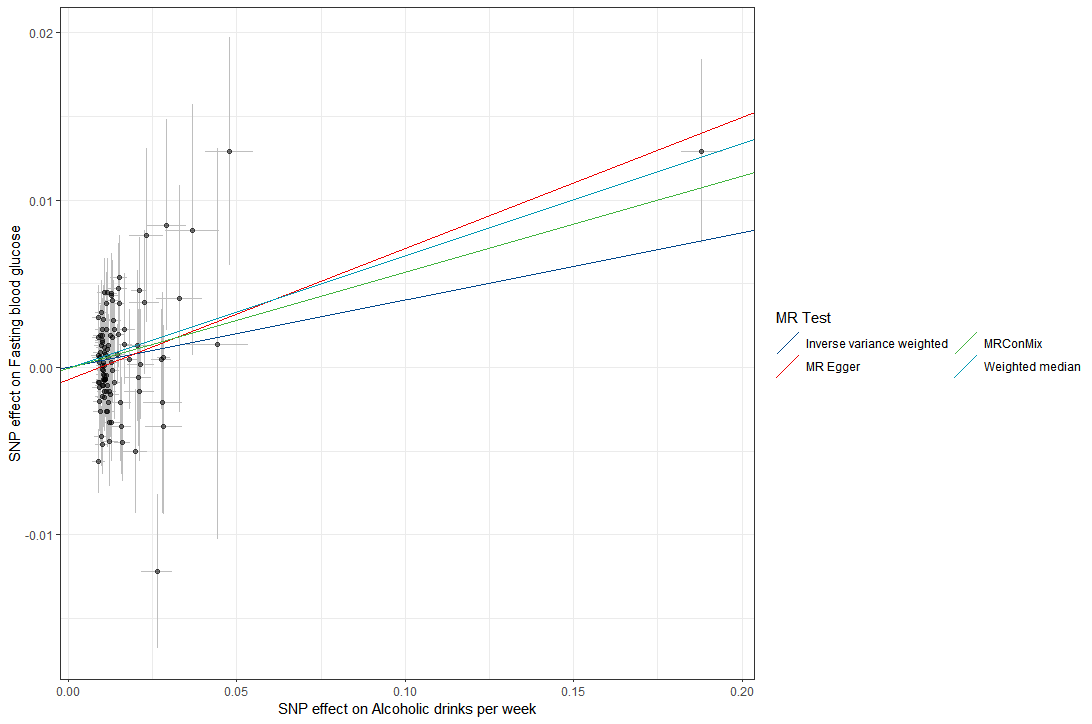 0.02
0.01
0.00
-0.01
SNP effect on Fasting blood glucose
0.00 0.05 0.10 0.15 0.20
SNP effect on Alcoholic drinks per week
MR Test
Inverse variance weighted MRConMix
MR Egger Weighted median